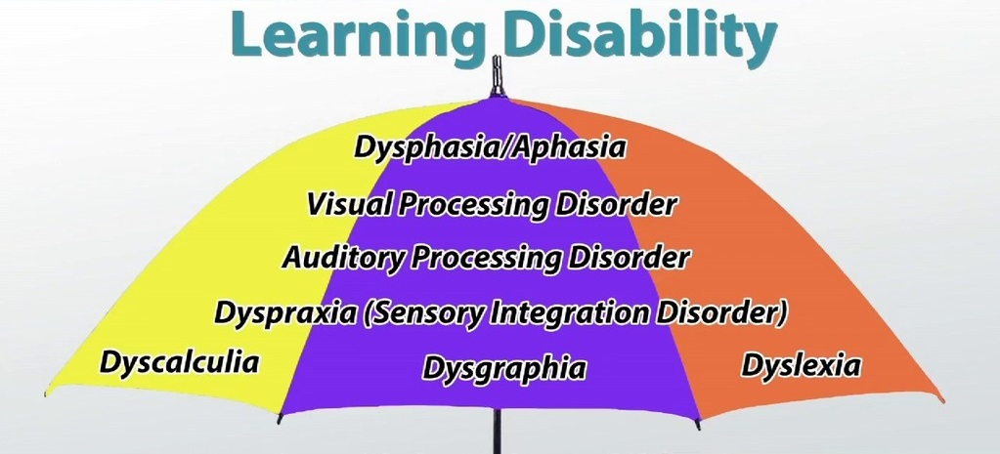 Learning Disability
Dysphasia/Aphasia
Visual Processing Disorder
Auditory Processing Disorder
Dyspraxia (Sensory Integration Disorder)
Dyscalculia Dysgraphia Dyslexia